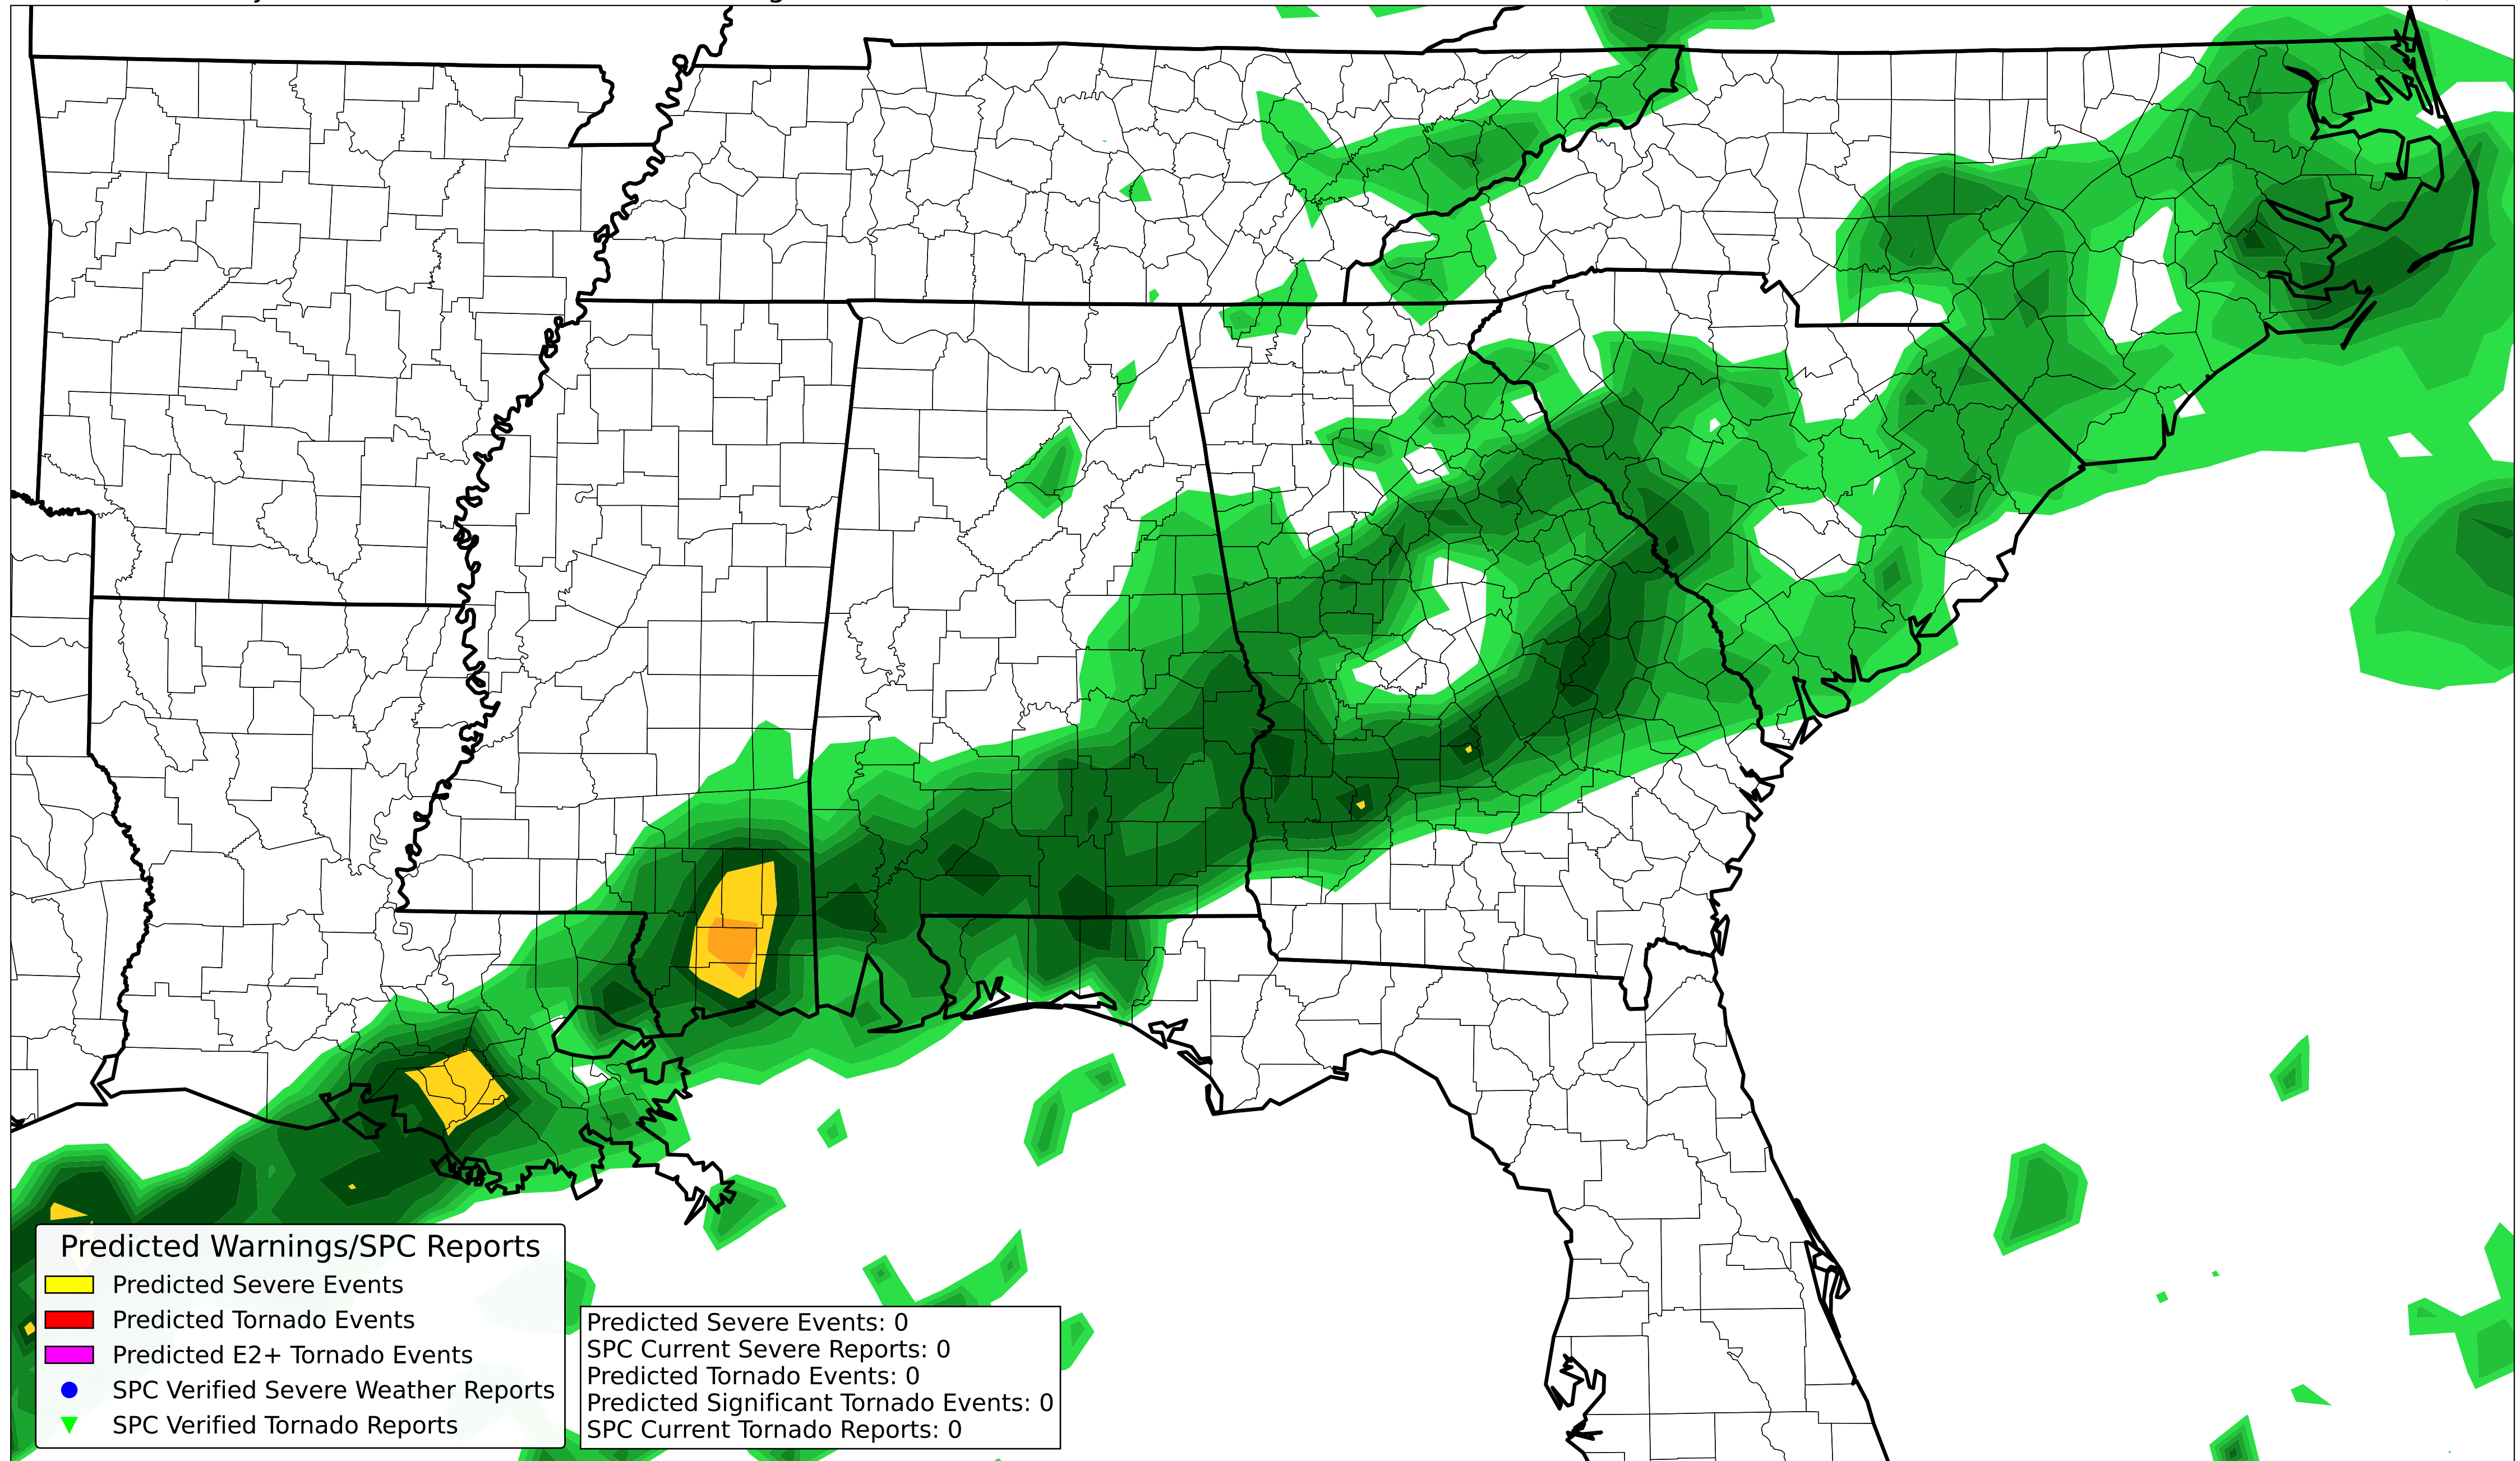 Predicted Warnings/SPC Reports
Predicted Severe Events
Predicted Tornado Events
Predicted E2+ Tornado Events
SPC Verified Severe Weather Reports
SPC Verified Tornado Reports
Predicted Severe Events: 0
SPC Current Severe Reports: 0
Predicted Tornado Events: 0
Predicted Significant Tornado Events: 0
SPC Current Tornado Reports: 0